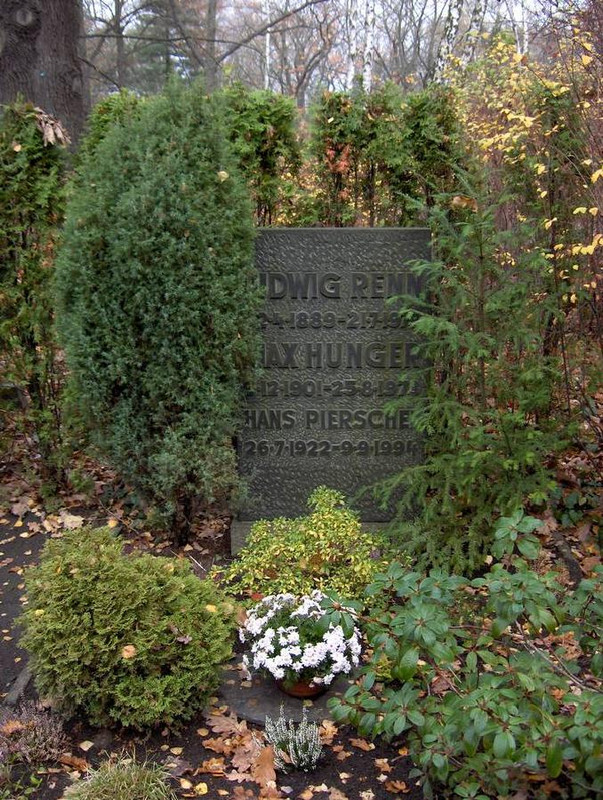 UDWIG RENN
4·1889-21.7.19
AX HUNGER
12·1901-25·8·197
HANS PIERSCHE
26·7·1922-9·9·199